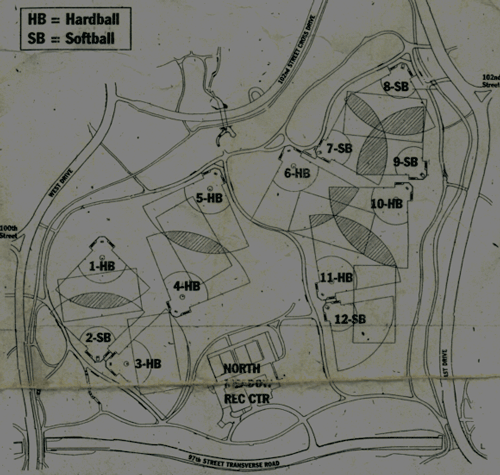 HB = Hardball
SB = Softball
102ND STREET CROSS DRIVE
102nd
Street
8-SB
7-SB
9-SB
6-HB
WEST DRIVE
5-HB
10-HB
100th
Street
1-HB
11-HB
4-HB
12-SB
2-SB
3-HB
NORTH
REC CTR
DRIVE
97TH STREET TRANSVERSE ROAD